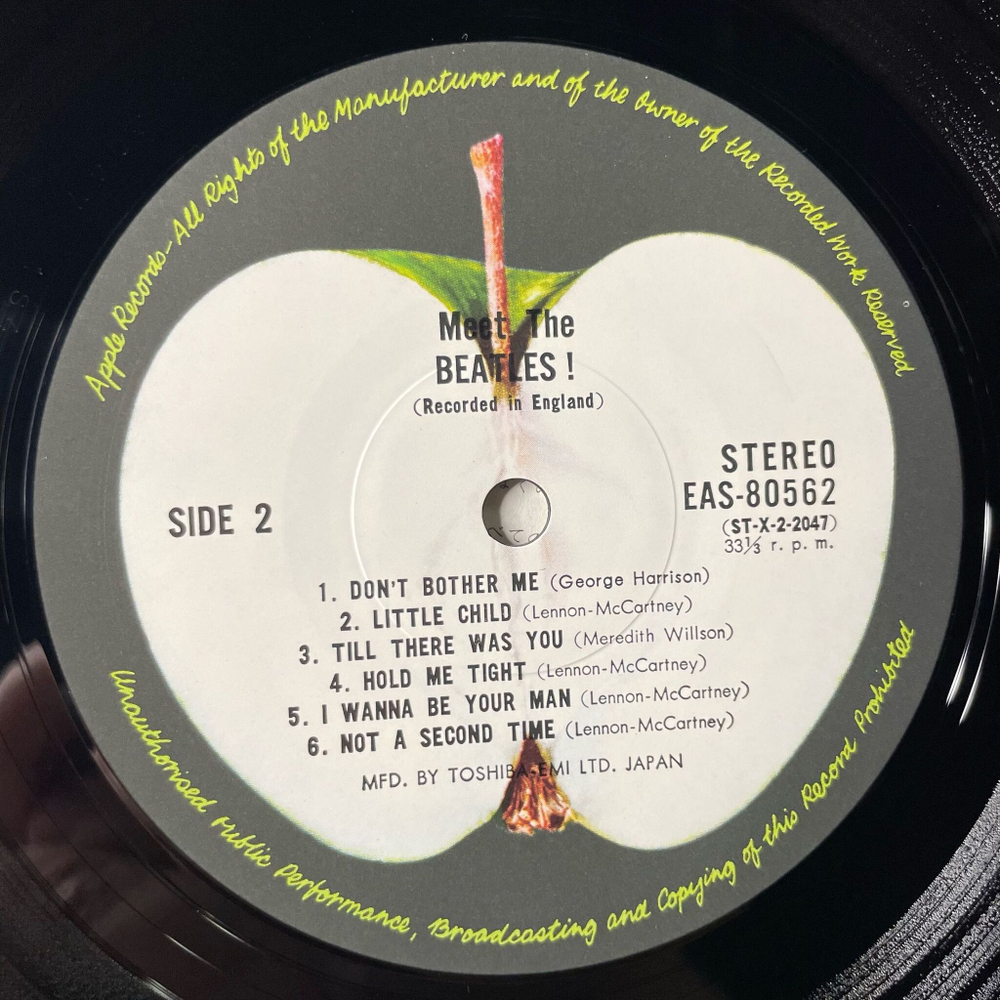 Apple Records-All Rights of the Manufacturer and of the Owner of the Recorded Work Reserved
Meet The
BEATLES !
(Recorded in England)
SIDE 2
STEREO
EAS-80562
(ST-X-2-2047)
33⅓ r. p. m.
1. DON'T BOTHER ME (George Harrison)
2. LITTLE CHILD (Lennon-McCartney)
3. TILL THERE WAS YOU (Meredith Willson)
4. HOLD ME TIGHT (Lennon-McCartney)
5. I WANNA BE YOUR MAN (Lennon-McCartney)
6. NOT A SECOND TIME (Lennon-McCartney)
MFD. BY TOSHIBA-EMI LTD. JAPAN
Unauthorised Public Performance, Broadcasting and Copying of this Record Prohibited